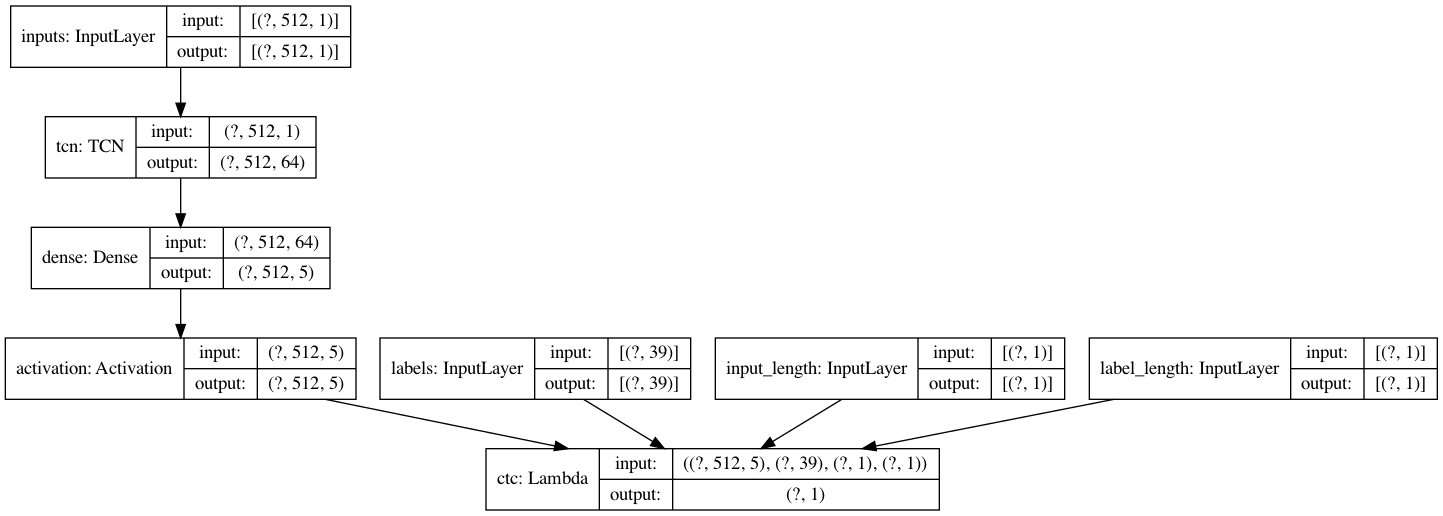 inputs: InputLayer
input: [(?, 512, 1)]
output: [(?, 512, 1)]
tcn: TCN
input: (?, 512, 1)
output: (?, 512, 64)
dense: Dense
input: (?, 512, 64)
output: (?, 512, 5)
activation: Activation
input: (?, 512, 5)
output: (?, 512, 5)
labels: InputLayer
input: [(?, 39)]
output: [(?, 39)]
input_length: InputLayer
input: [(?, 1)]
output: [(?, 1)]
label_length: InputLayer
input: [(?, 1)]
output: [(?, 1)]
ctc: Lambda
input: ((?, 512, 5), (?, 39), (?, 1), (?, 1))
output: (?, 1)